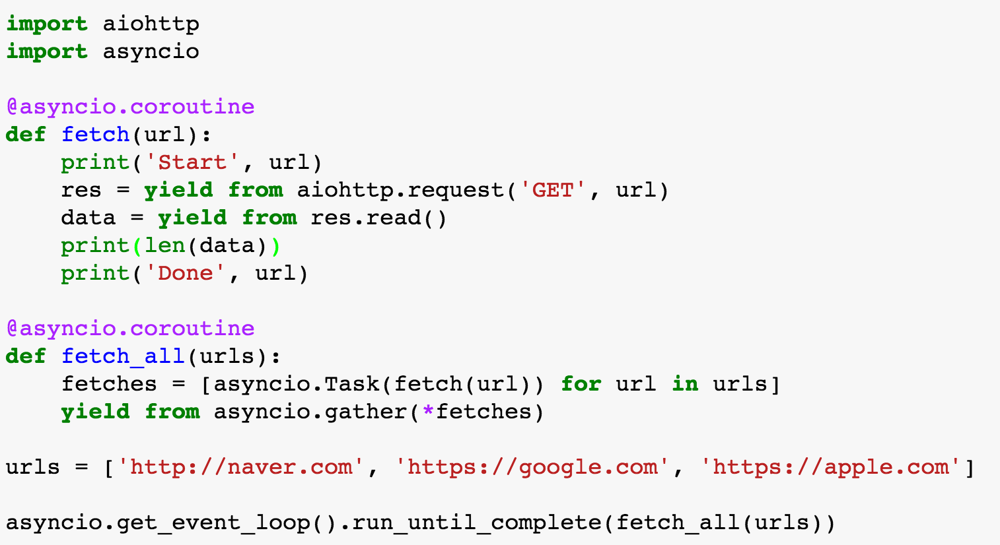 import aiohttp
import asyncio

@asyncio.coroutine
def fetch(url):
    print('Start', url)
    res = yield from aiohttp.request('GET', url)
    data = yield from res.read()
    print(len(data))
    print('Done', url)

@asyncio.coroutine
def fetch_all(urls):
    fetches = [asyncio.Task(fetch(url)) for url in urls]
    yield from asyncio.gather(*fetches)

urls = ['http://naver.com', 'https://google.com', 'https://apple.com']

asyncio.get_event_loop().run_until_complete(fetch_all(urls))